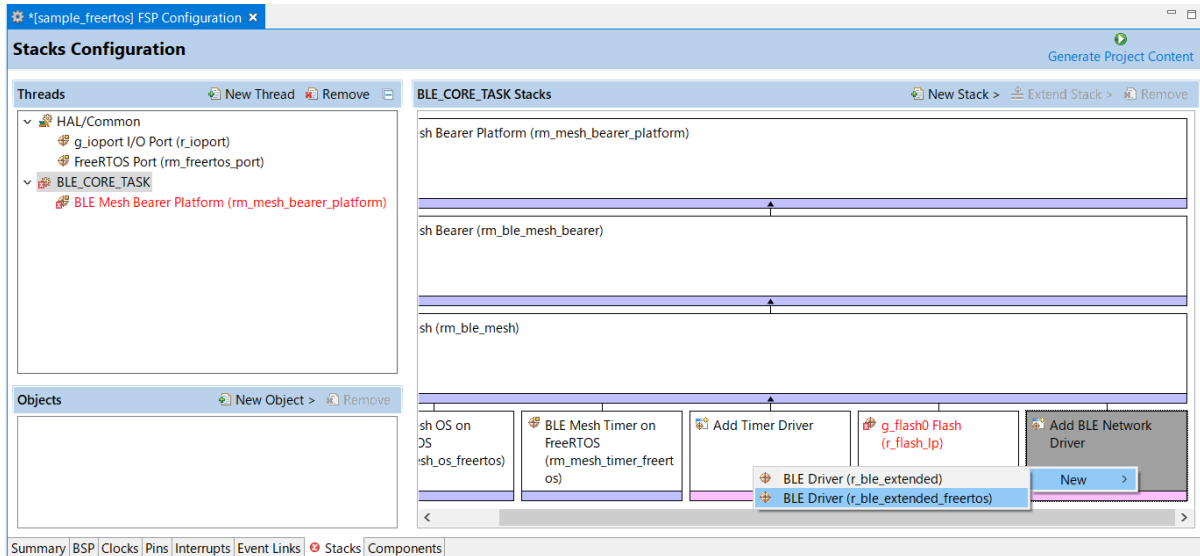 *[sample_freertos] FSP Configuration ×
Stacks Configuration
Generate Project Content
Threads
New Thread
Remove
HAL/Common
g_ioport I/O Port (r_ioport)
FreeRTOS Port (rm_freertos_port)
BLE_CORE_TASK
BLE Mesh Bearer Platform (rm_mesh_bearer_platform)
Objects
New Object >
Remove
BLE_CORE_TASK Stacks
New Stack >
Extend Stack >
Remove
sh Bearer Platform (rm_mesh_bearer_platform)
sh Bearer (rm_ble_mesh_bearer)
sh (rm_ble_mesh)
sh OS on
OS
sh_os_freertos)
BLE Mesh Timer on
FreeRTOS
(rm_mesh_timer_freert
os)
Add Timer Driver
g_flash0 Flash
(r_flash_lp)
Add BLE Network
Driver
New >
BLE Driver (r_ble_extended)
BLE Driver (r_ble_extended_freertos)
Summary BSP Clocks Pins Interrupts Event Links Stacks Components